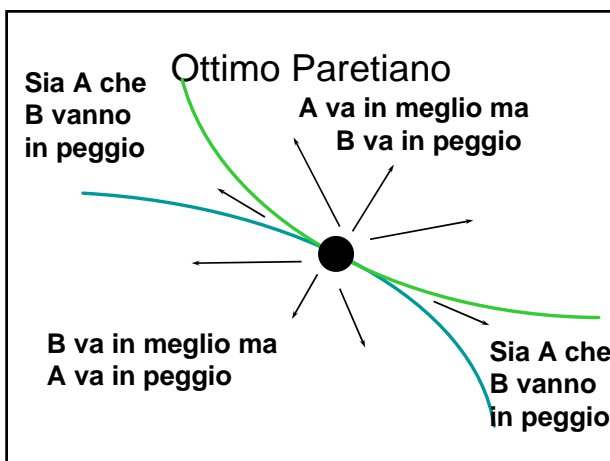 Ottimo Paretiano
Sia A che
B vanno
in peggio
A va in meglio ma
B va in peggio
B va in meglio ma
A va in peggio
Sia A che
B vanno
in peggio